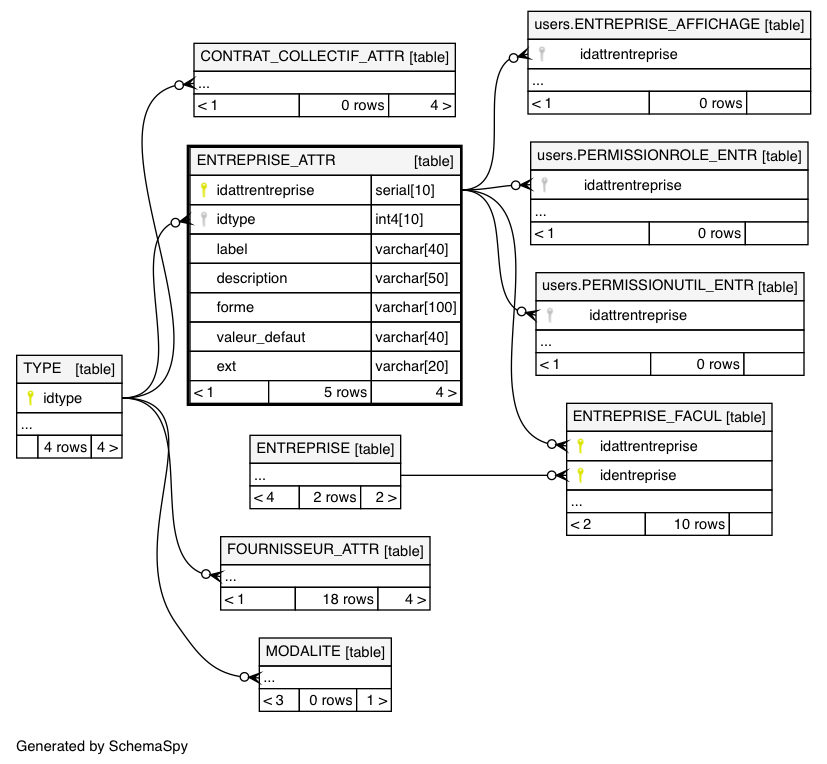 users.ENTREPRISE_AFFICHAGE [table]
idattrentreprise
...
< 1 0 rows
CONTRAT_COLLECTIF_ATTR [table]
...
< 1 0 rows 4 >
ENTREPRISE_ATTR [table]
idattrentreprise serial[10]
idtype int4[10]
label varchar[40]
description varchar[50]
forme varchar[100]
valeur_defaut varchar[40]
ext varchar[20]
< 1 5 rows 4 >
users.PERMISSIONROLE_ENTR [table]
idattrentreprise
...
< 1 0 rows
users.PERMISSIONUTIL_ENTR [table]
idattrentreprise
...
< 1 0 rows
TYPE [table]
idtype
...
4 rows 4 >
ENTREPRISE_FACUL [table]
idattrentreprise
identreprise
...
< 2 10 rows
ENTREPRISE [table]
...
< 4 2 rows 2 >
FOURNISSEUR_ATTR [table]
...
< 1 18 rows 4 >
MODALITE [table]
...
< 3 0 rows 1 >
Generated by SchemaSpy